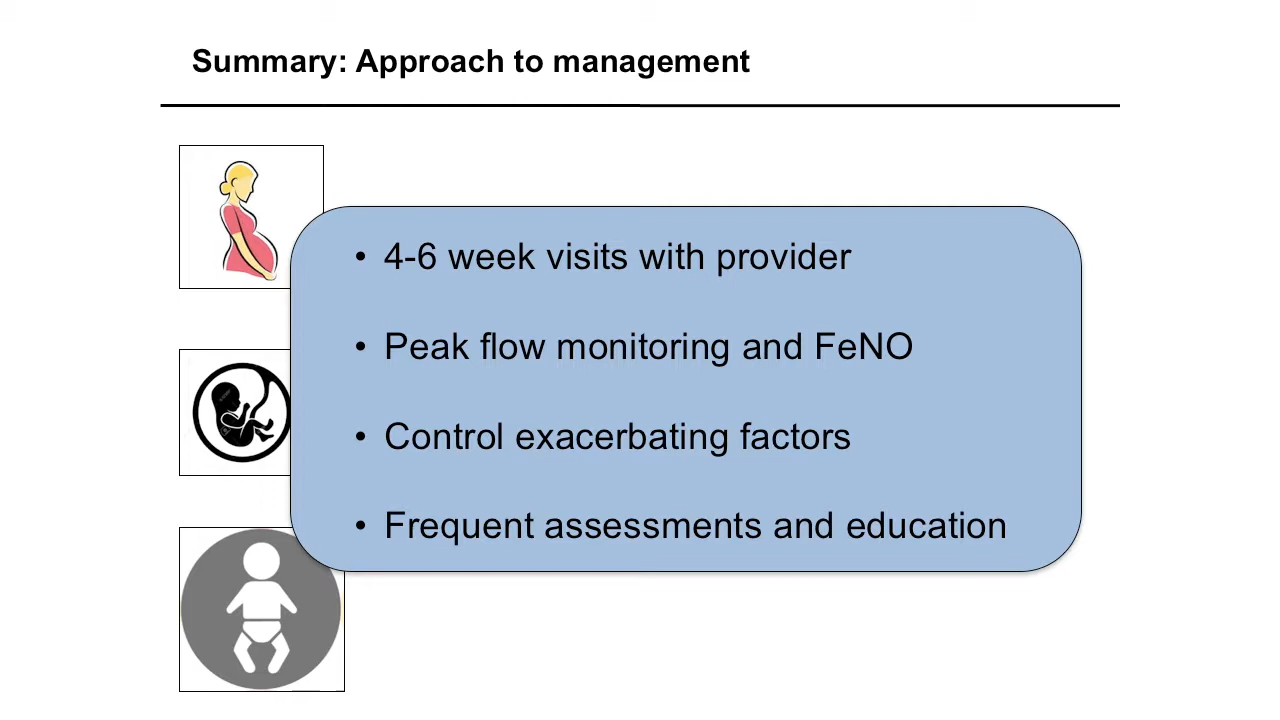 Summary: Approach to management
• 4-6 week visits with provider
• Peak flow monitoring and FeNO
• Control exacerbating factors
• Frequent assessments and education